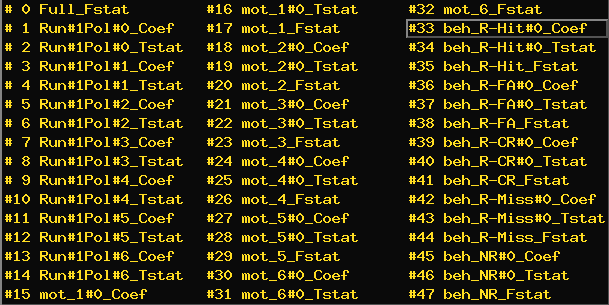 # 0 Full_Fstat
# 1 Run#1Pol#0_Coef
# 2 Run#1Pol#0_Tstat
# 3 Run#1Pol#1_Coef
# 4 Run#1Pol#1_Tstat
# 5 Run#1Pol#2_Coef
# 6 Run#1Pol#2_Tstat
# 7 Run#1Pol#3_Coef
# 8 Run#1Pol#3_Tstat
# 9 Run#1Pol#4_Coef
#10 Run#1Pol#4_Tstat
#11 Run#1Pol#5_Coef
#12 Run#1Pol#5_Tstat
#13 Run#1Pol#6_Coef
#14 Run#1Pol#6_Tstat
#15 mot_1#0_Coef
#16 mot_1#0_Tstat
#17 mot_1_Fstat
#18 mot_2#0_Coef
#19 mot_2#0_Tstat
#20 mot_2_Fstat
#21 mot_3#0_Coef
#22 mot_3#0_Tstat
#23 mot_3_Fstat
#24 mot_4#0_Coef
#25 mot_4#0_Tstat
#26 mot_4_Fstat
#27 mot_5#0_Coef
#28 mot_5#0_Tstat
#29 mot_5_Fstat
#30 mot_6#0_Coef
#31 mot_6#0_Tstat
#32 mot_6_Fstat
#33 beh_R-Hit#0_Coef
#34 beh_R-Hit#0_Tstat
#35 beh_R-Hit_Fstat
#36 beh_R-FA#0_Coef
#37 beh_R-FA#0_Tstat
#38 beh_R-FA_Fstat
#39 beh_R-CR#0_Coef
#40 beh_R-CR#0_Tstat
#41 beh_R-CR_Fstat
#42 beh_R-Miss#0_Coef
#43 beh_R-Miss#0_Tstat
#44 beh_R-Miss_Fstat
#45 beh_NR#0_Coef
#46 beh_NR#0_Tstat
#47 beh_NR_Fstat